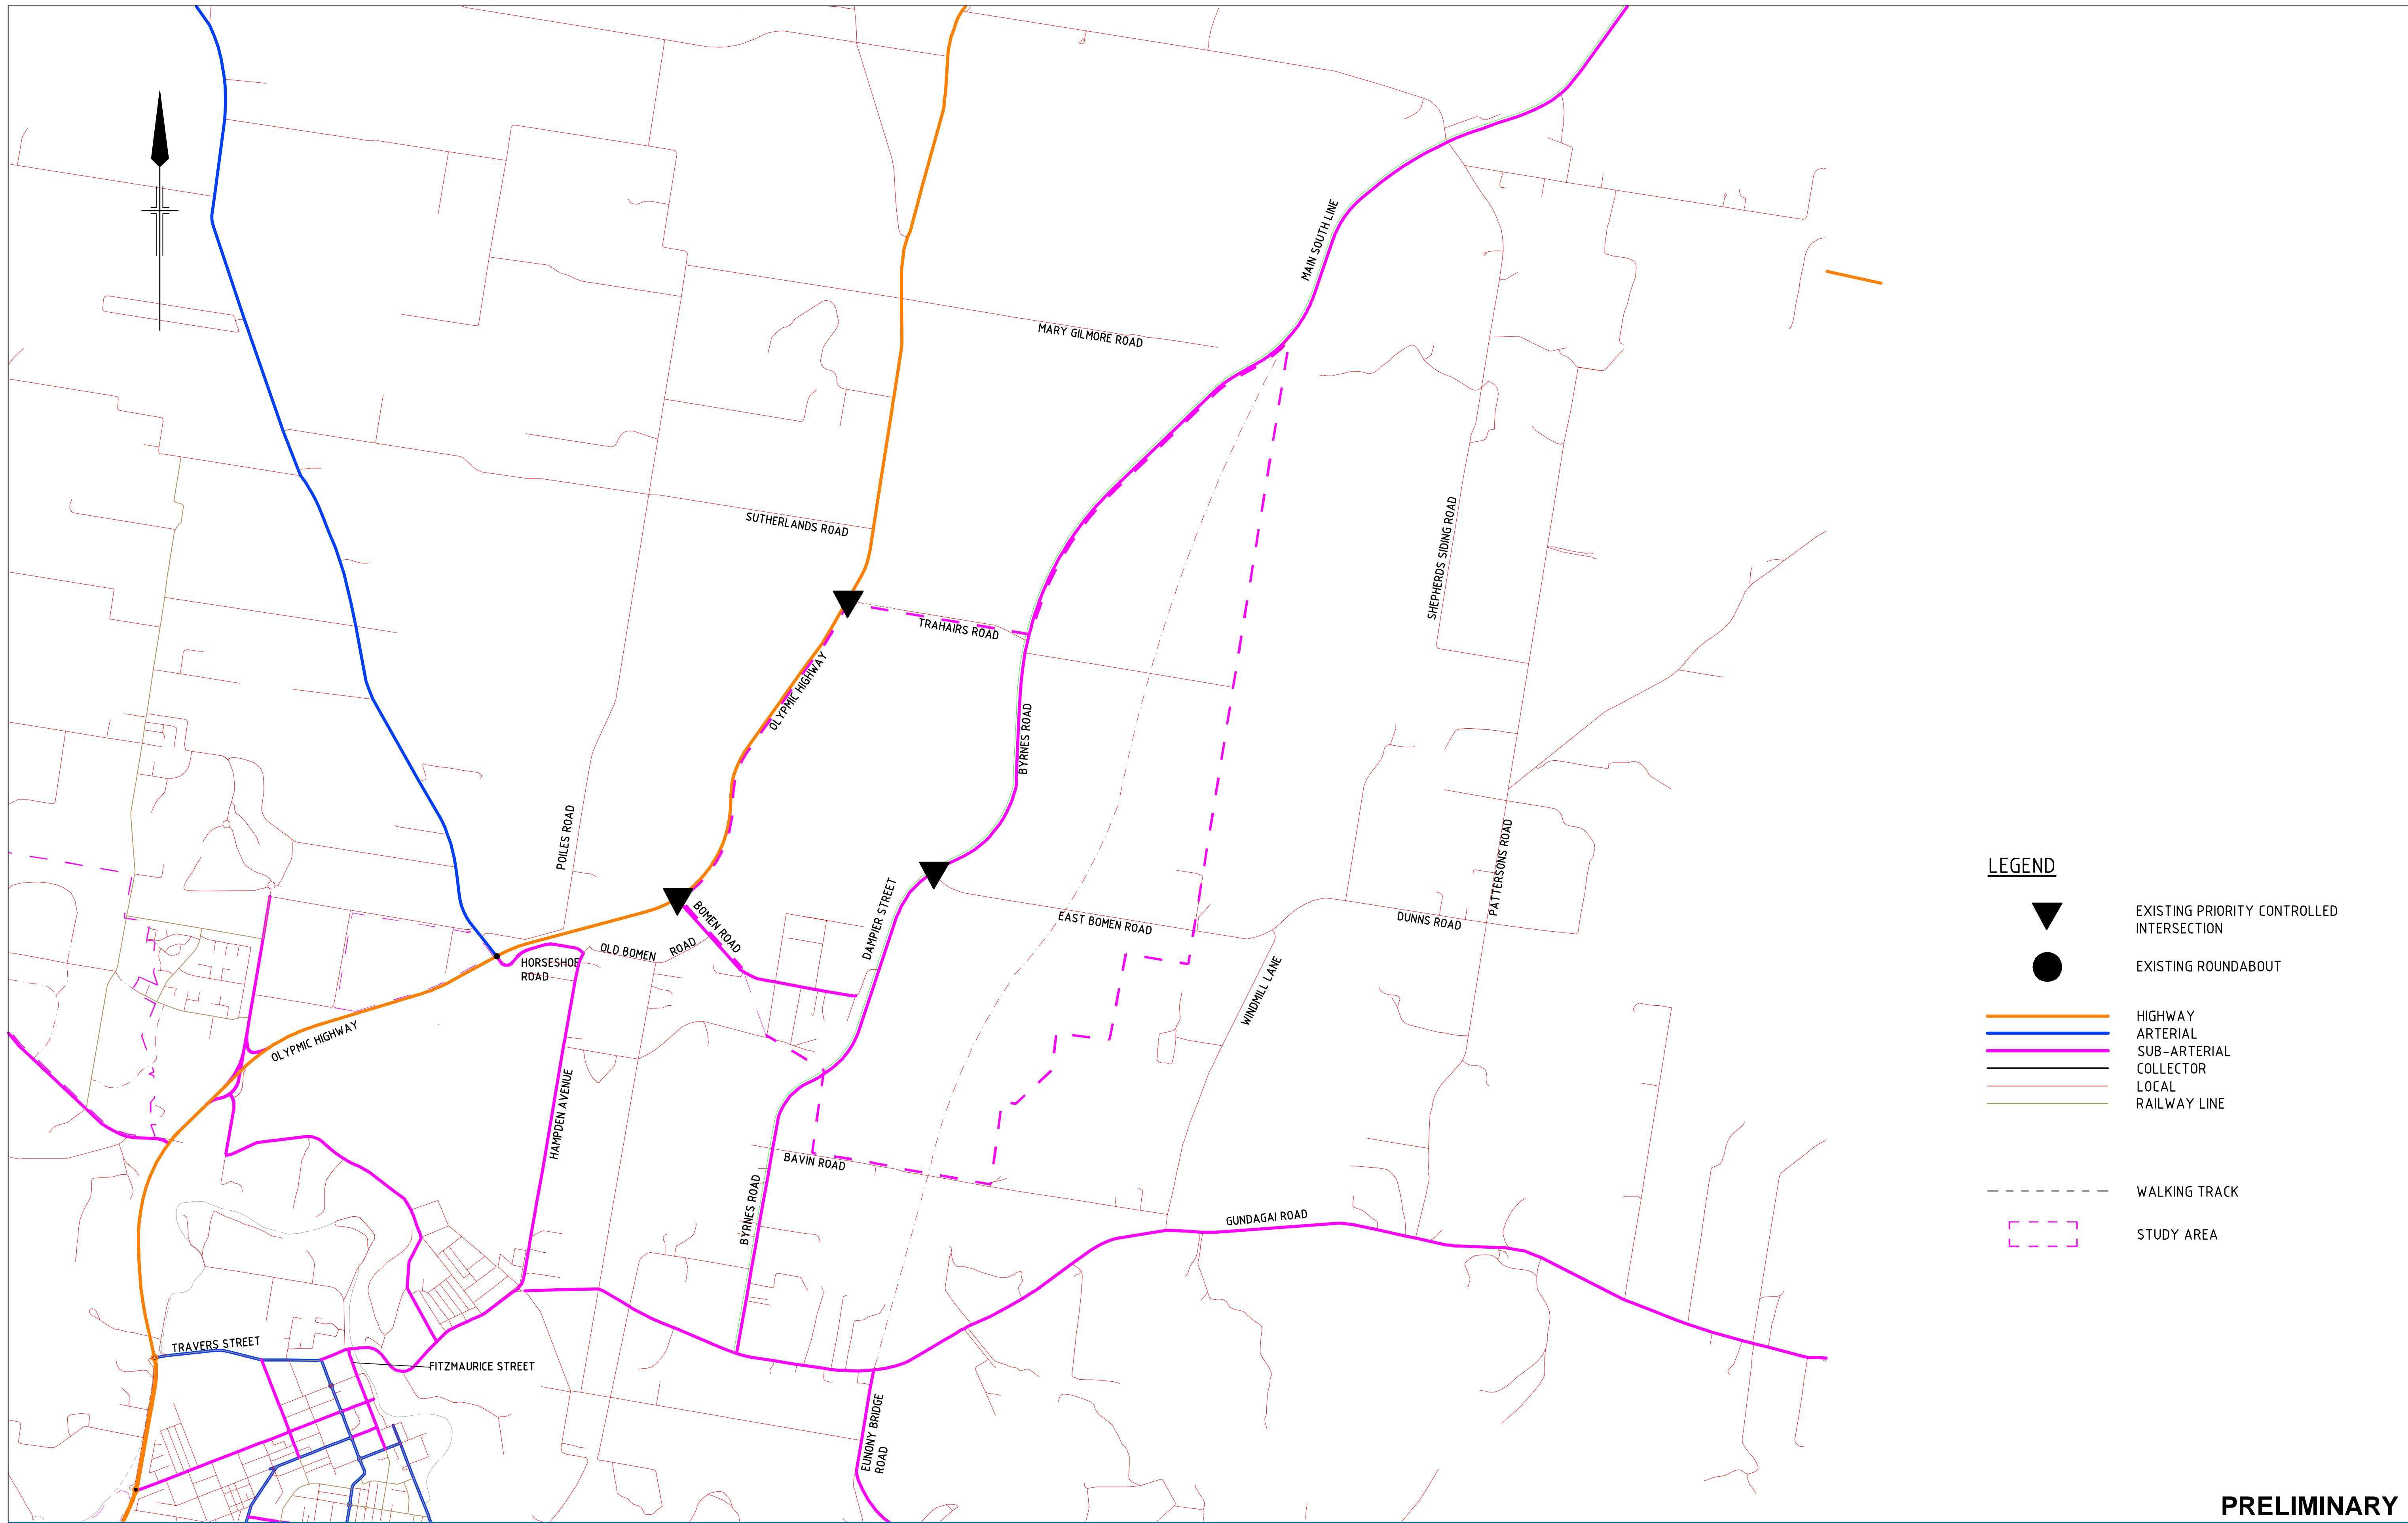 MAIN SOUTH LINE
MARY GILMORE ROAD
SUTHERLANDS ROAD
SHEPHERDS SIDING ROAD
TRAHAIRS ROAD
OLYPMIC HIGHWAY
BYRNES ROAD
POILES ROAD
PATTERSONS ROAD
BOMEN ROAD
DAMPIER STREET
EAST BOMEN ROAD
DUNNS ROAD
OLD BOMEN ROAD
HORSESHOE
ROAD
WINDMILL LANE
OLYPMIC HIGHWAY
HAMPDEN AVENUE
BAVIN ROAD
BYRNES ROAD
GUNDAGAI ROAD
TRAVERS STREET
FITZMAURICE STREET
EUNONY BRIDGE
ROAD
LEGEND
EXISTING PRIORITY CONTROLLED
INTERSECTION
EXISTING ROUNDABOUT
HIGHWAY
ARTERIAL
SUB-ARTERIAL
COLLECTOR
LOCAL
RAILWAY LINE
WALKING TRACK
STUDY AREA
PRELIMINARY